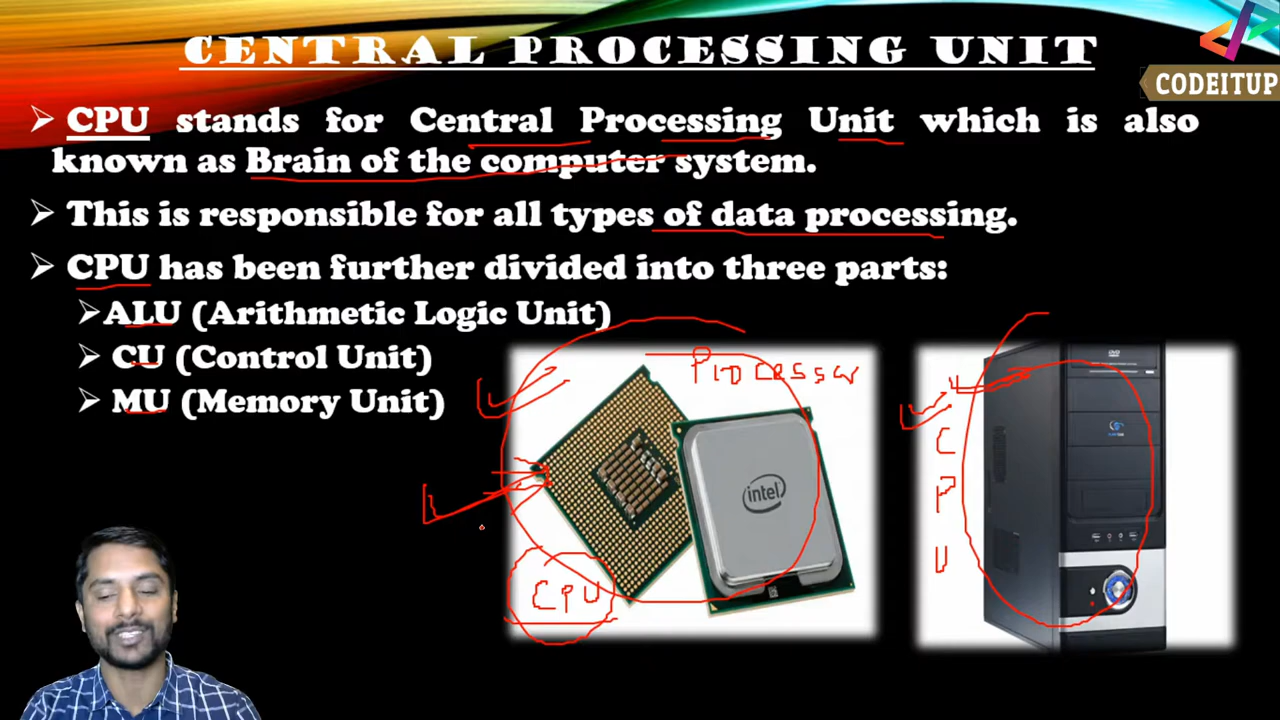 CENTRAL PROCESSING UNIT
CODEITUP
➢ CPU stands for Central Processing Unit which is also
known as Brain of the computer system.
➢ This is responsible for all types of data processing.
➢ CPU has been further divided into three parts:
➢ ALU (Arithmetic Logic Unit)
➢ CU (Control Unit)
➢ MU (Memory Unit)
Processer
intel
CPU
C
P
U